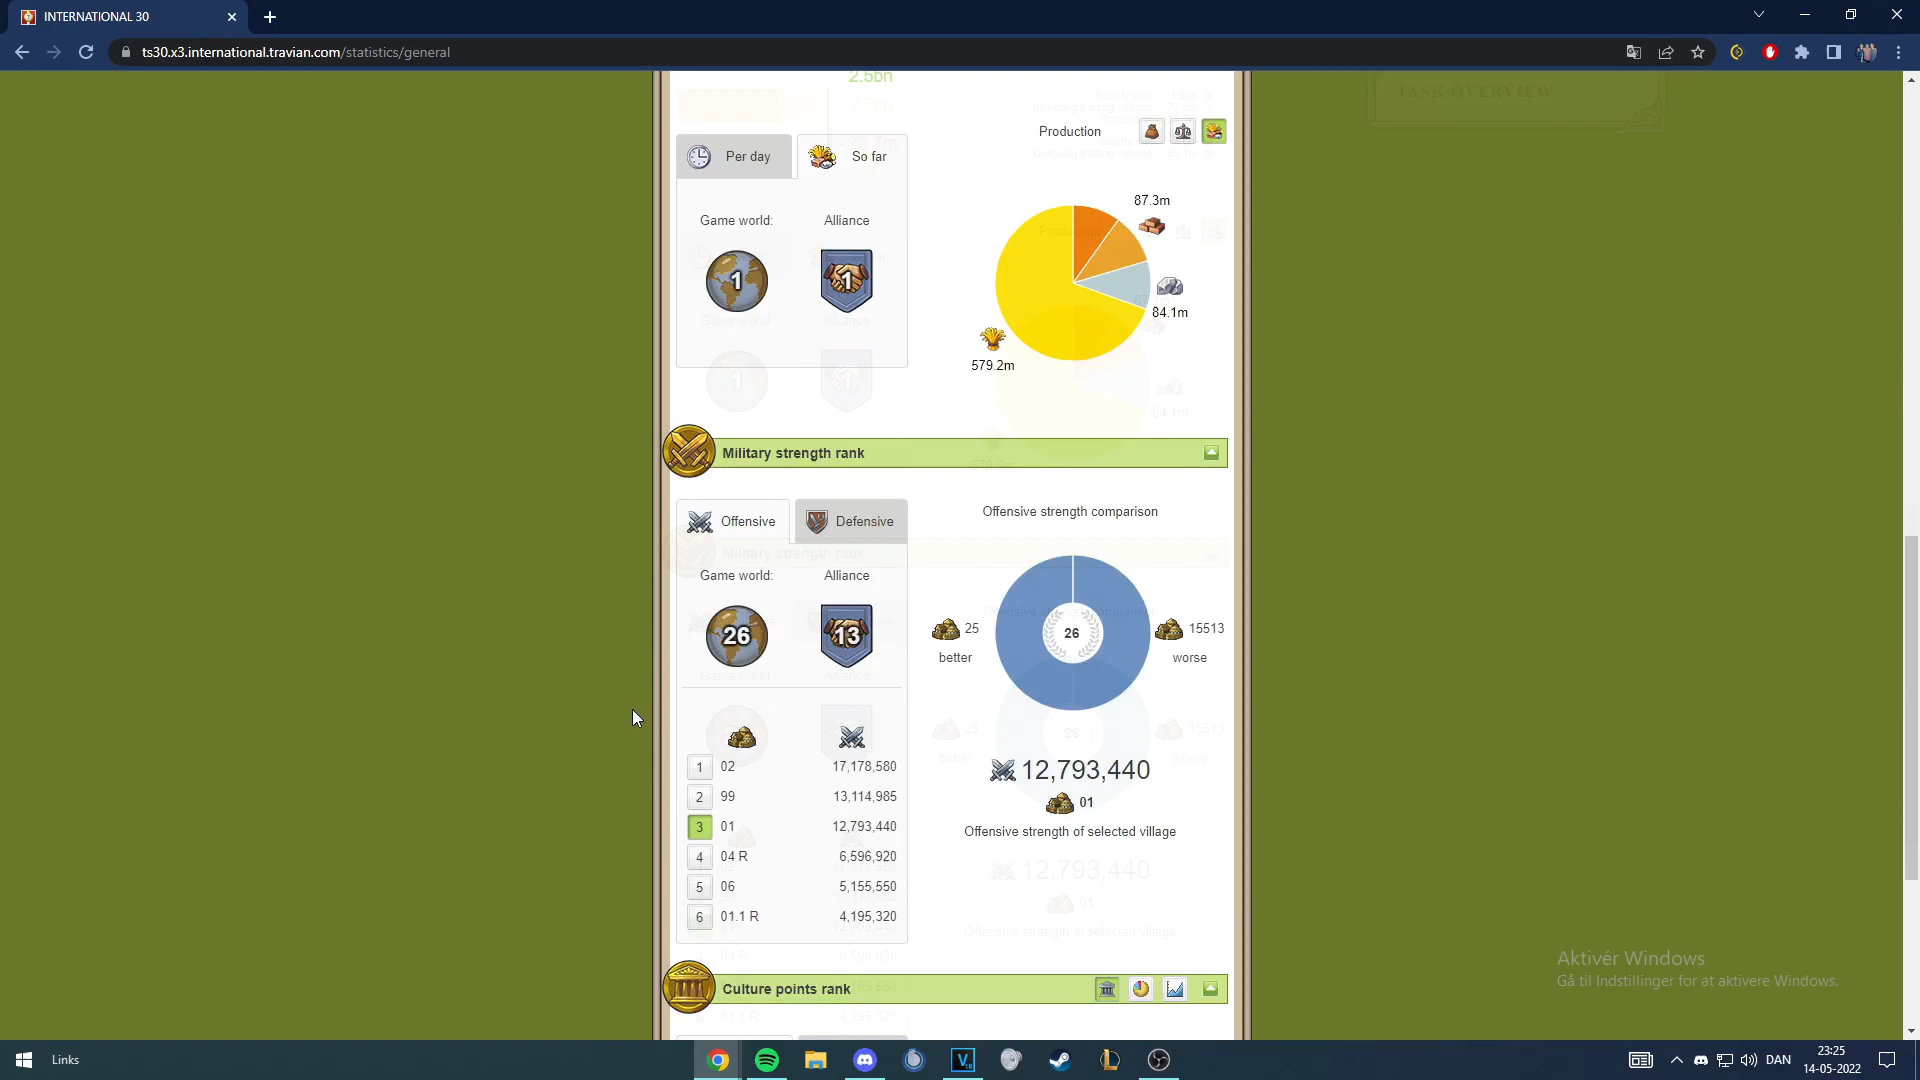 INTERNATIONAL 30
ts30.x3.international.travian.com/statistics/general
2.5bn
TASK OVERVIEW
Production
Per day
So far
87.3m
Game world:
Alliance
1
1
84.1m
579.2m
Military strength rank
Offensive
Defensive
Offensive strength comparison
Game world:
Alliance
26
13
25
better
26
15513
worse
1 02 17,178,580
2 99 13,114,985
3 01 12,793,440
4 04 R 6,596,920
5 06 5,155,550
6 01.1 R 4,195,320
12,793,440
01
Offensive strength of selected village
Culture points rank
Aktivér Windows
Gå til Indstillinger for at aktivere Windows.
Links
DAN
23:25
14-05-2022